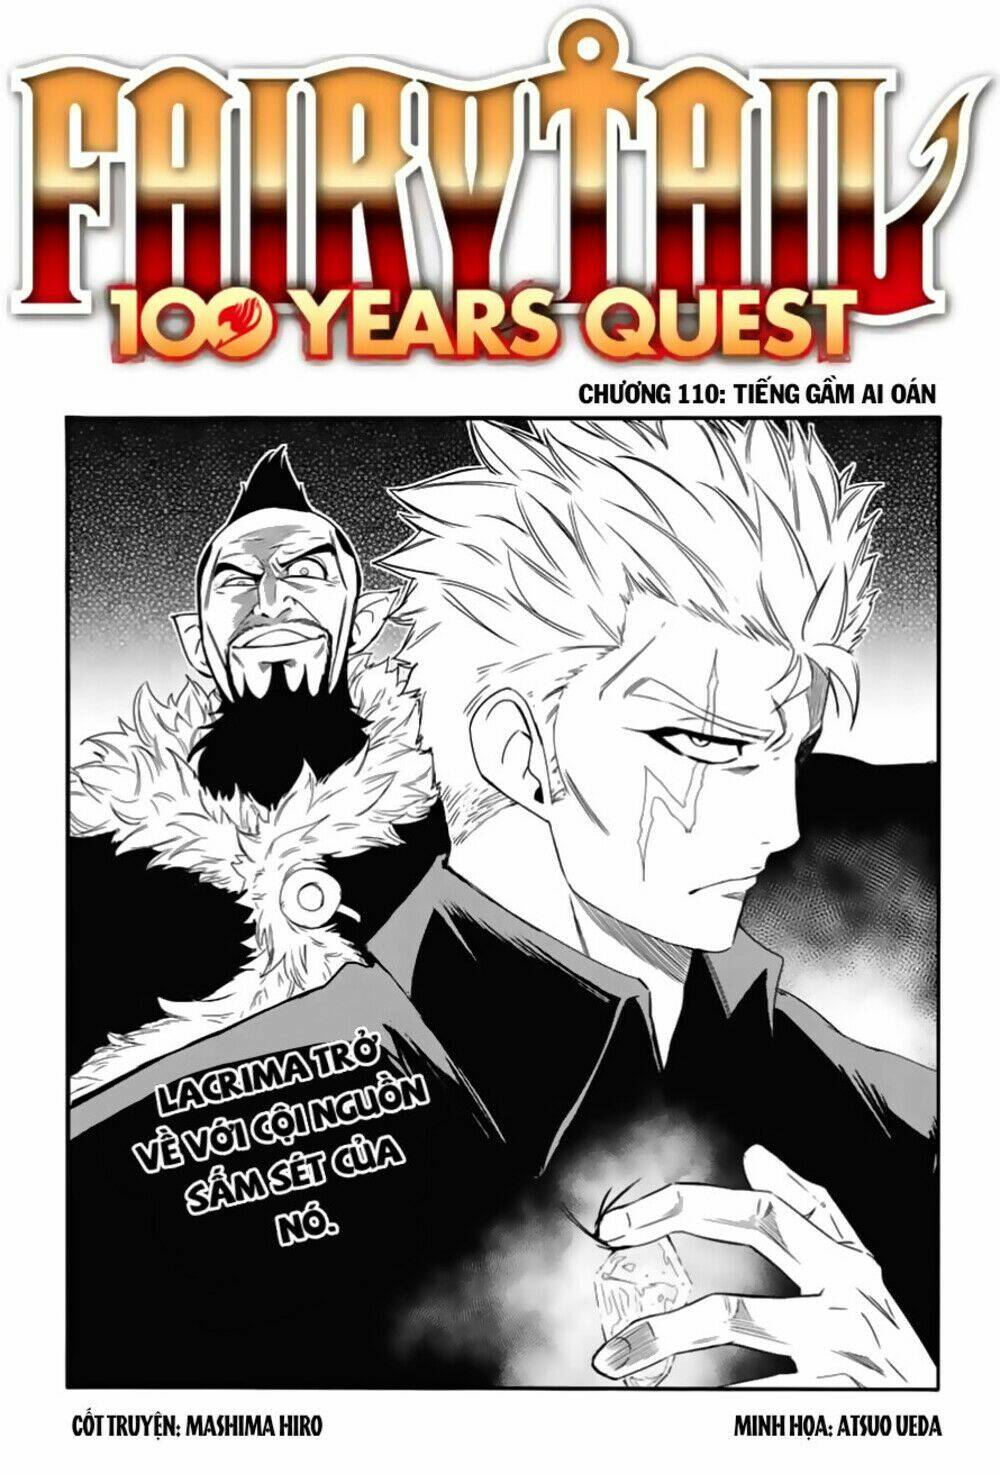 FAIRY TAIL
100 YEARS QUEST
CHƯƠNG 110: TIẾNG GẦM AI OÁN
LACRIMA TRỞ
VỀ VỚI CỘI NGUỒN
SẤM SÉT CỦA
NÓ.
CỐT TRUYỆN: MASHIMA HIRO
MINH HỌA: ATSUO UEDA